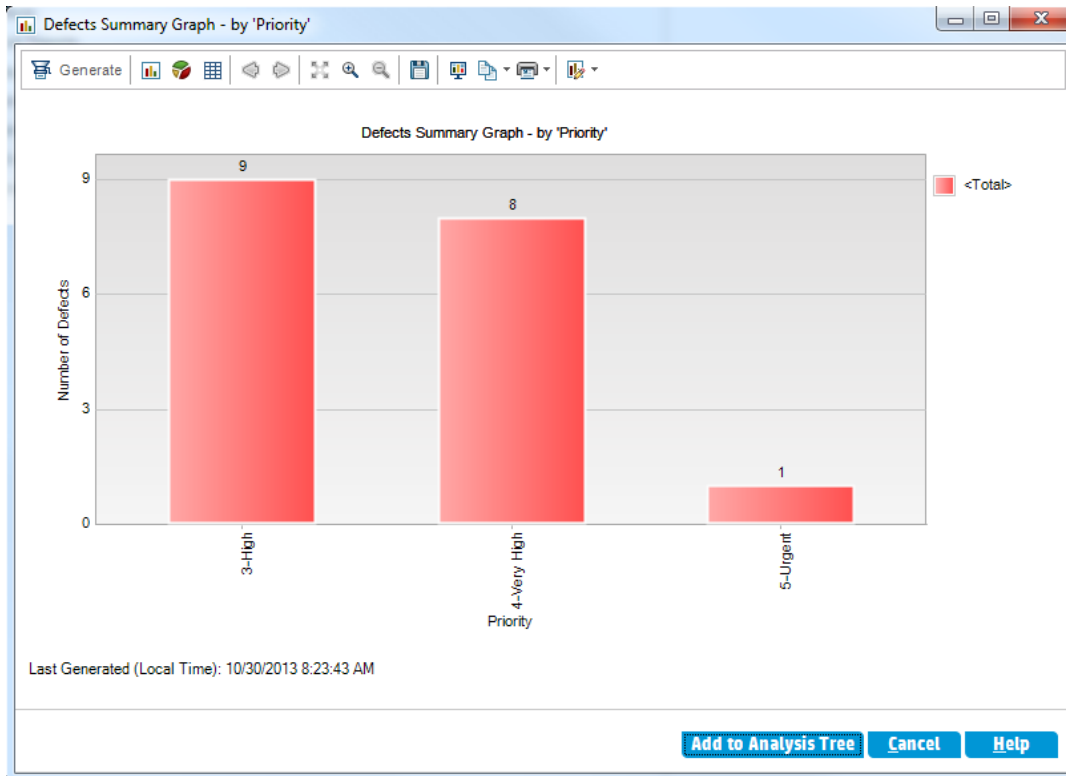 Defects Summary Graph - by 'Priority'
Generate
Defects Summary Graph - by 'Priority'
<Total>
Number of Defects
9
6
3
0
9
8
1
3-High
4-Very High
5-Urgent
Priority
Last Generated (Local Time): 10/30/2013 8:23:43 AM
Add to Analysis Tree
Cancel
Help